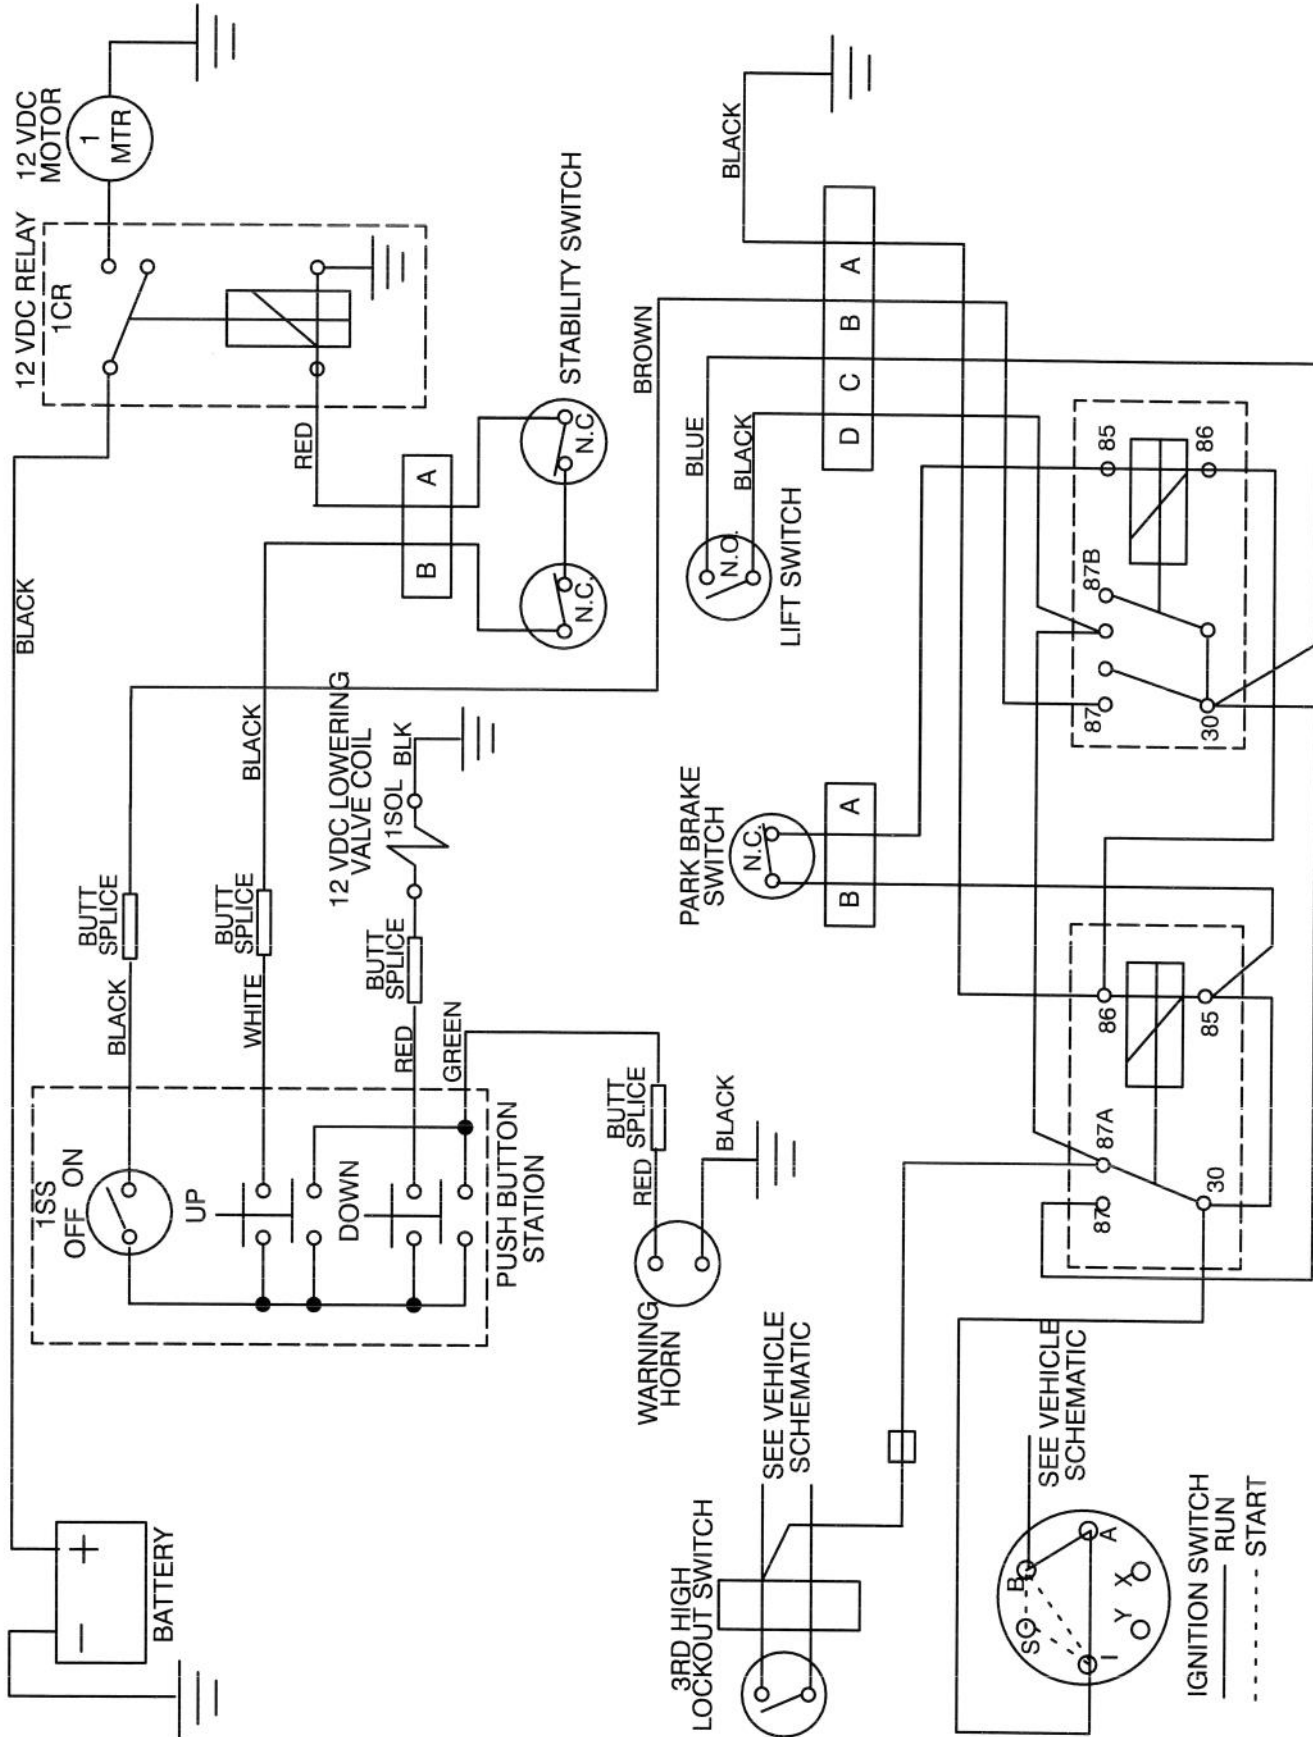 12 VDC
MOTOR
1
MTR
12 VDC RELAY
1CR
BLACK
RED
A
B
STABILITY SWITCH
N.C.
N.C.
BLACK
BROWN
BLUE
BLACK
N.O.
LIFT SWITCH
A
B
C
D
85
86
87B
87
30
BLACK
12 VDC LOWERING
VALVE COIL
1SOL
BLK
BUTT
SPLICE
BUTT
SPLICE
BUTT
SPLICE
BLACK
WHITE
RED
GREEN
PARK BRAKE
SWITCH
N.C.
A
B
86
85
87A
87
30
1SS
OFF ON
UP
DOWN
PUSH BUTTON
STATION
BUTT
SPLICE
RED
BLACK
WARNING
HORN
SEE VEHICLE
SCHEMATIC
3RD HIGH
LOCKOUT SWITCH
SEE VEHICLE
SCHEMATIC
+
–
BATTERY
B
A
S
I
Y
X
IGNITION SWITCH
RUN
START